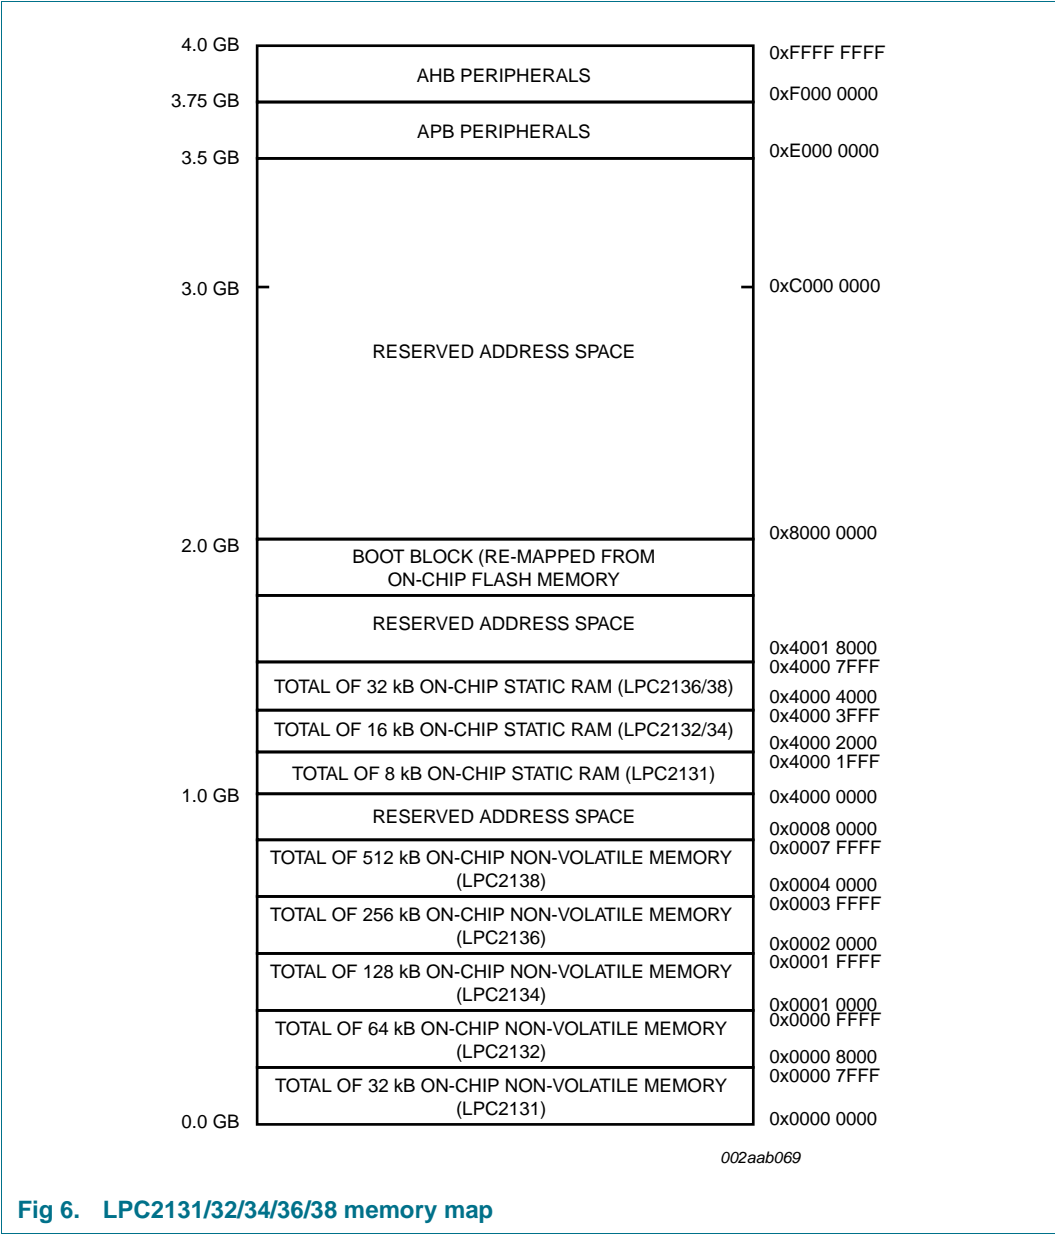 4.0 GB
0xFFFF FFFF
AHB PERIPHERALS
3.75 GB
0xF000 0000
APB PERIPHERALS
3.5 GB
0xE000 0000
3.0 GB
0xC000 0000
RESERVED ADDRESS SPACE
2.0 GB
0x8000 0000
BOOT BLOCK (RE-MAPPED FROM
ON-CHIP FLASH MEMORY
RESERVED ADDRESS SPACE
0x4001 8000
0x4000 7FFF
TOTAL OF 32 kB ON-CHIP STATIC RAM (LPC2136/38)
0x4000 4000
0x4000 3FFF
TOTAL OF 16 kB ON-CHIP STATIC RAM (LPC2132/34)
0x4000 2000
0x4000 1FFF
TOTAL OF 8 kB ON-CHIP STATIC RAM (LPC2131)
1.0 GB
0x4000 0000
RESERVED ADDRESS SPACE
0x0008 0000
0x0007 FFFF
TOTAL OF 512 kB ON-CHIP NON-VOLATILE MEMORY
(LPC2138)
0x0004 0000
0x0003 FFFF
TOTAL OF 256 kB ON-CHIP NON-VOLATILE MEMORY
(LPC2136)
0x0002 0000
0x0001 FFFF
TOTAL OF 128 kB ON-CHIP NON-VOLATILE MEMORY
(LPC2134)
0x0001 0000
0x0000 FFFF
TOTAL OF 64 kB ON-CHIP NON-VOLATILE MEMORY
(LPC2132)
0x0000 8000
0x0000 7FFF
TOTAL OF 32 kB ON-CHIP NON-VOLATILE MEMORY
(LPC2131)
0.0 GB
0x0000 0000
002aab069
Fig 6. LPC2131/32/34/36/38 memory map